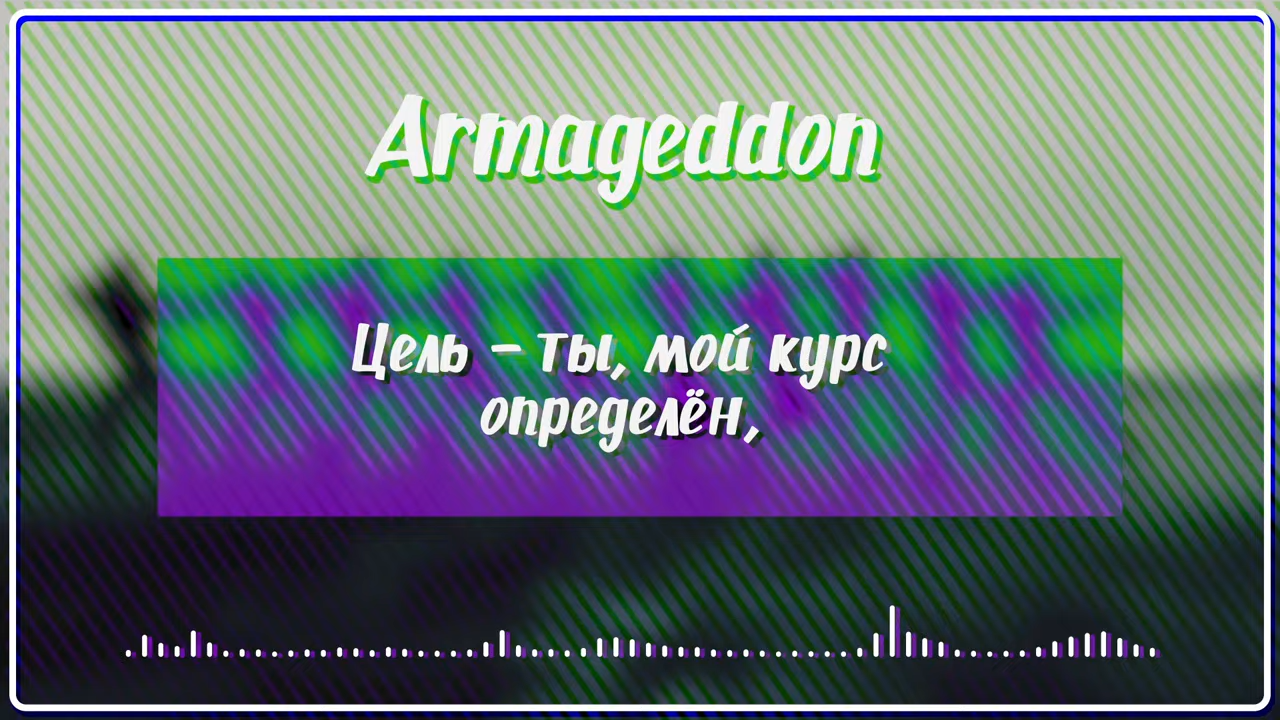 Armageddon
Цель – ты, мой курс
определён,